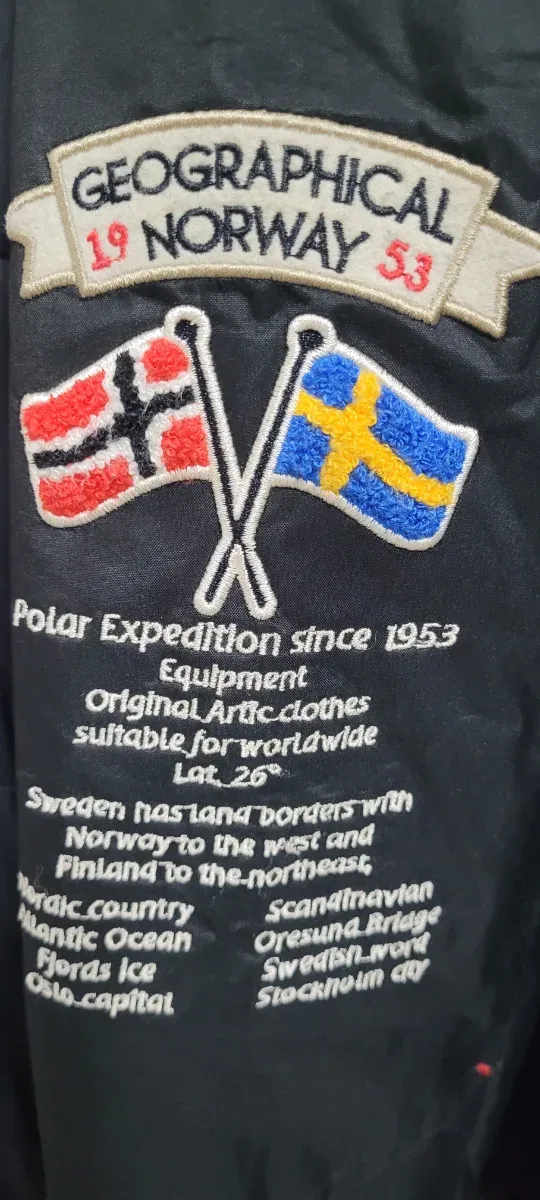 GEOGRAPHICAL
19 NORWAY 53
Polar Expedition since 1953
Equipment
Original Artic clothes
suitable for worldwide
Lat. 26°
Sweden has land borders with
Norway to the west and
Finland to the northeast,
Nordic country
Atlantic Ocean
Fjords ice
Oslo capital
Scandinavian
Oresund Bridge
Swedish word
Stockholm city